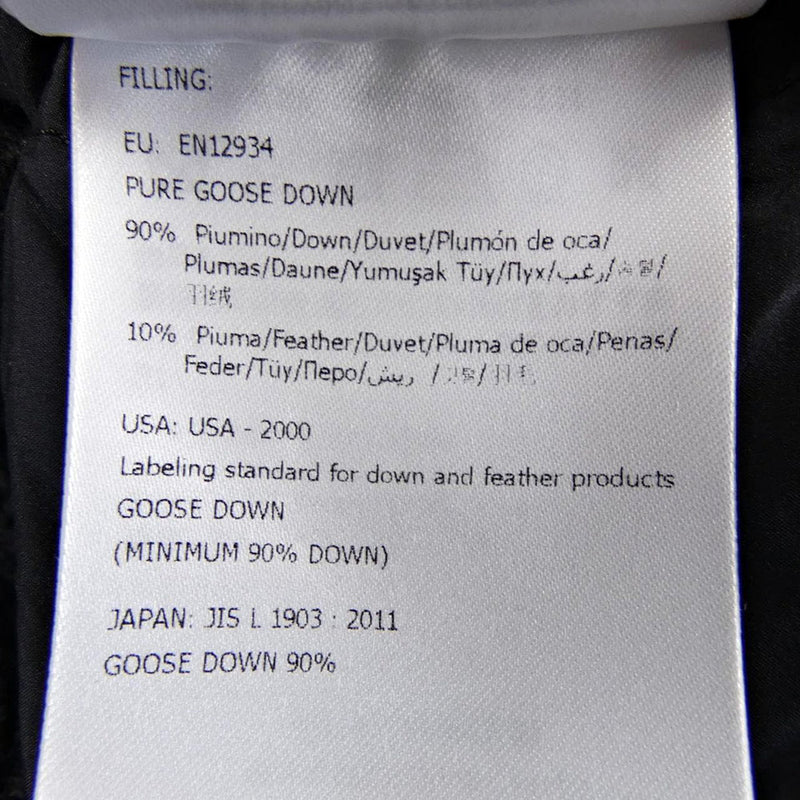 FILLING:
EU: EN12934
PURE GOOSE DOWN
90% Piumino/Down/Duvet/Plumón de oca/
Plumas/Daune/Yumuşak Tüy/Пух/زغب/
羽绒
10% Piuma/Feather/Duvet/Pluma de oca/Penas/
Feder/Tüy/Перо/ريش /羽毛
USA: USA - 2000
Labeling standard for down and feather products
GOOSE DOWN
(MINIMUM 90% DOWN)
JAPAN: JIS L 1903 : 2011
GOOSE DOWN 90%